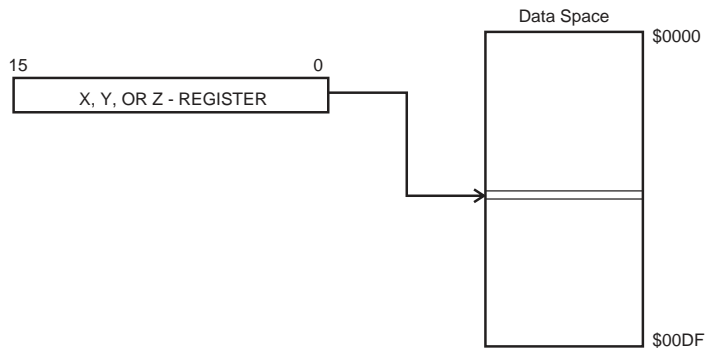 Data Space
$0000
15 0
X, Y, OR Z - REGISTER
$00DF